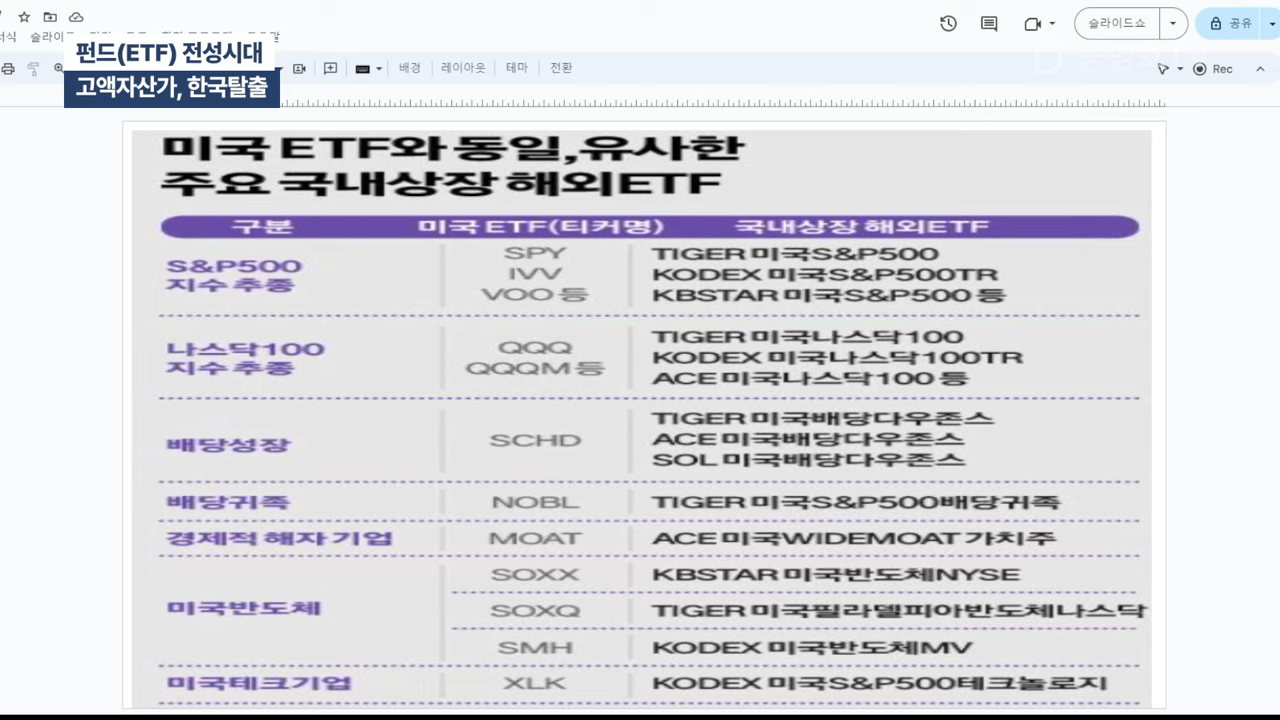 슬라이드쇼
공유
펀드(ETF) 전성시대
고액자산가, 한국탈출
배경
레이아웃
테마
전환
Rec
미국 ETF와 동일,유사한
주요 국내상장 해외ETF
구분 미국 ETF(티커명) 국내상장 해외ETF
S&P500
지수 추종
SPY
IVV
VOO 등
TIGER 미국S&P500
KODEX 미국S&P500TR
KBSTAR 미국S&P500 등
나스닥100
지수 추종
QQQ
QQQM 등
TIGER 미국나스닥100
KODEX 미국나스닥100TR
ACE 미국나스닥100 등
배당성장
SCHD
TIGER 미국배당다우존스
ACE 미국배당다우존스
SOL 미국배당다우존스
배당귀족 NOBL TIGER 미국S&P500배당귀족
경제적 해자 기업 MOAT ACE 미국WIDEMOAT 가치주
미국반도체
SOXX KBSTAR 미국반도체NYSE
SOXQ TIGER 미국필라델피아반도체나스닥
SMH KODEX 미국반도체MV
미국테크기업 XLK KODEX 미국S&P500테크놀로지